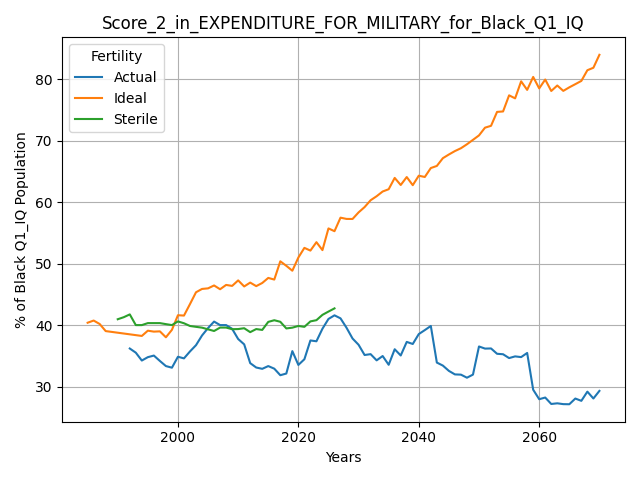 Score_2_in_EXPENDITURE_FOR_MILITARY_for_Black_Q1_IQ
Fertility
Actual
Ideal
Sterile
% of Black Q1_IQ Population
80
70
60
50
40
30
2000
2020
2040
2060
Years